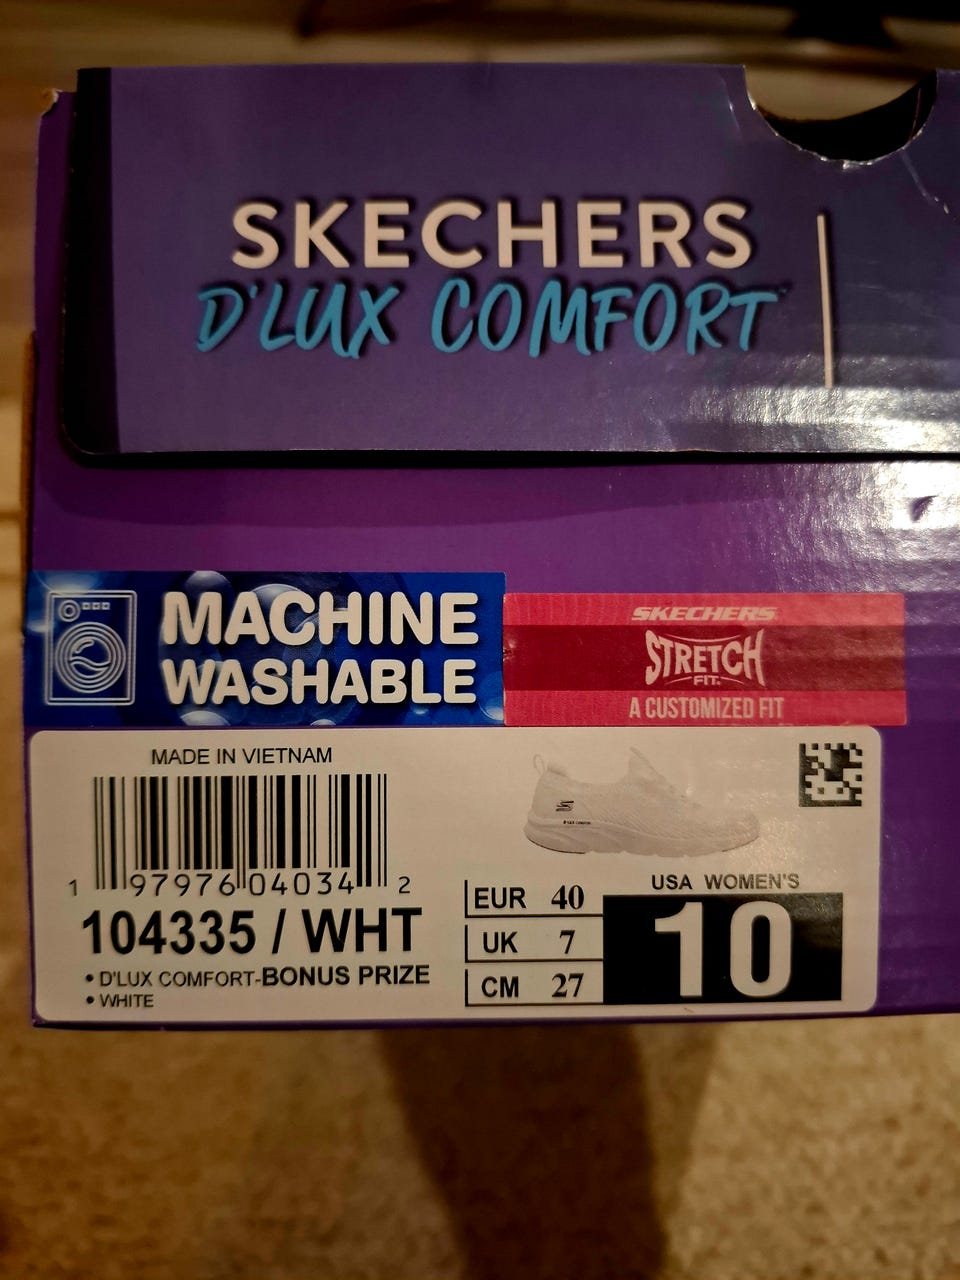 SKECHERS
D'LUX COMFORT
MACHINE
WASHABLE
SKECHERS
STRETCH
FIT
A CUSTOMIZED FIT
MADE IN VIETNAM
1 97976 04034 2
104335 / WHT
• D'LUX COMFORT-BONUS PRIZE
• WHITE
EUR 40
UK 7
CM 27
USA WOMEN'S
10